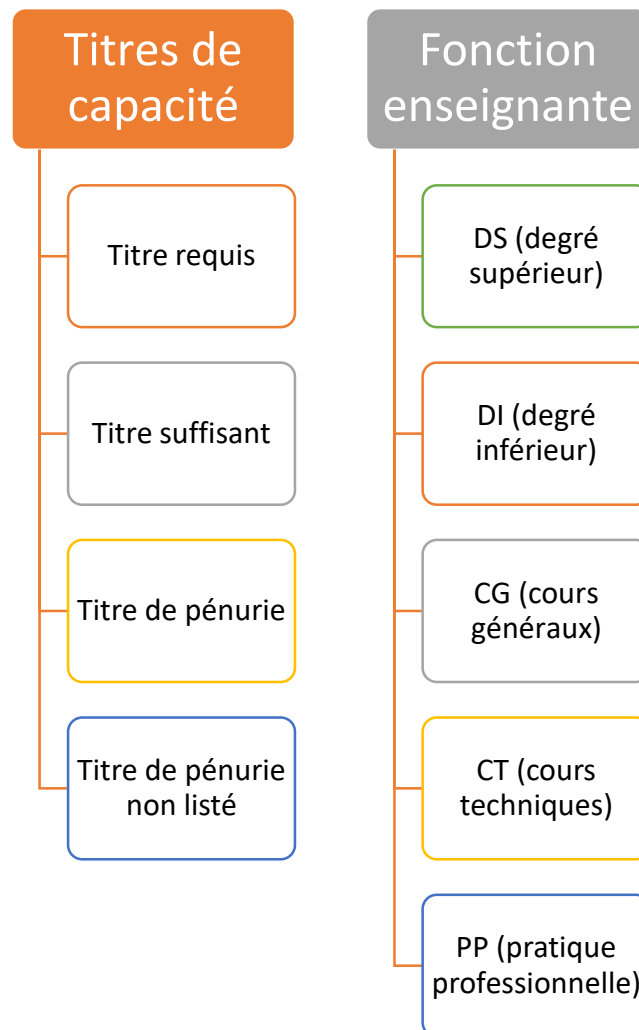 Titres de
capacité
Titre requis
Titre suffisant
Titre de pénurie
Titre de pénurie
non listé
Fonction
enseignante
DS (degré
supérieur)
DI (degré
inférieur)
CG (cours
généraux)
CT (cours
techniques)
PP (pratique
professionnelle)